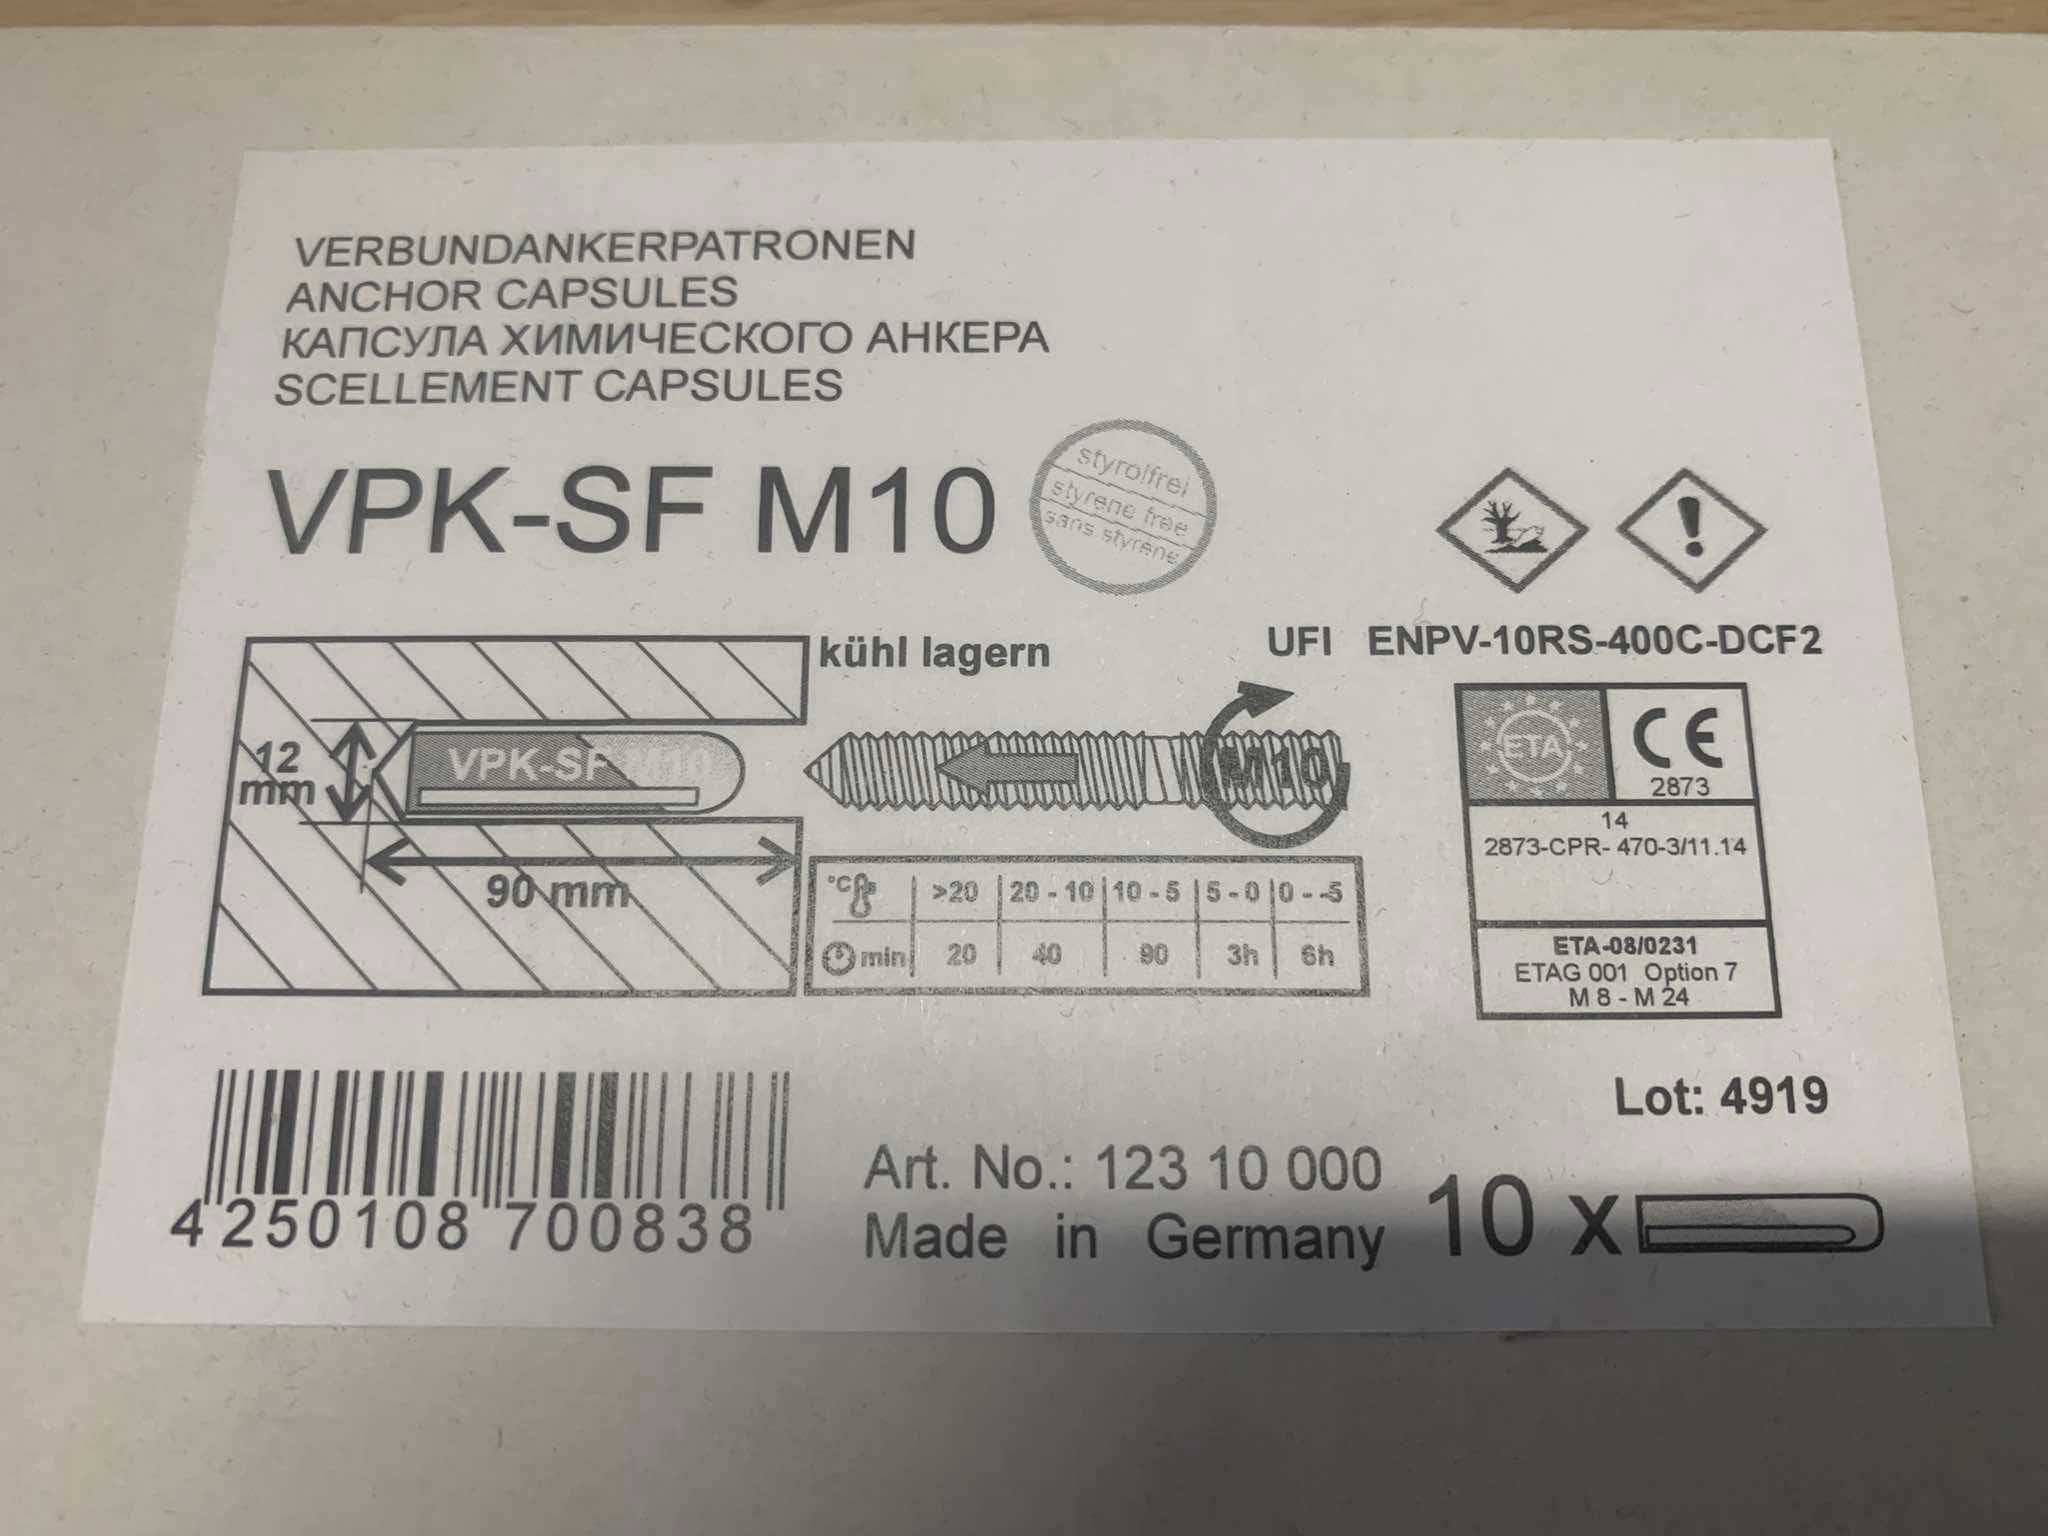 VERBUNDANKERPATRONEN
ANCHOR CAPSULES
КАПСУЛА ХИМИЧЕСКОГО АНКЕРА
SCELLEMENT CAPSULES
VPK-SF M10
styrolfrei
styrene free
sans styrène
kühl lagern
UFI ENPV-10RS-400C-DCF2
12
mm
VPK-SF M10
M10
90 mm
°C >20 20 - 10 10 - 5 5 - 0 0 - -5
min 20 40 90 3h 6h
ETA
CE
2873
14
2873-CPR- 470-3/11.14
ETA-08/0231
ETAG 001 Option 7
M 8 - M 24
Lot: 4919
4 250108 700838
Art. No.: 123 10 000
Made in Germany
10 x